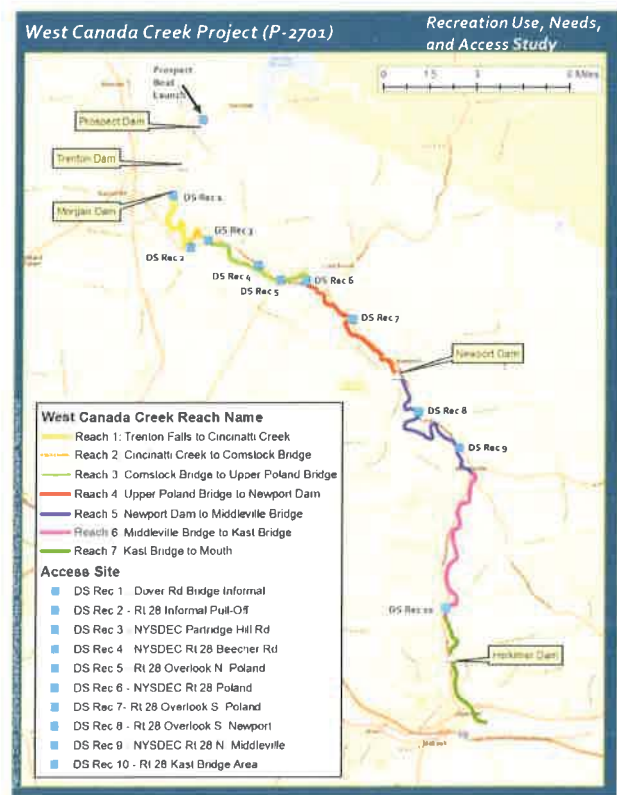 West Canada Creek Project (P-2701)
Recreation Use, Needs,
and Access Study
Prospect
Boat
Launch
0 1.5 3 6 Miles
Prospect Dam
Trenton Dam
Morgan Dam
DS Rec 1
DS Rec 3
DS Rec 2
DS Rec 4
DS Rec 5
DS Rec 6
DS Rec 7
Newport Dam
DS Rec 8
DS Rec 9
DS Rec 10
Herkimer Dam
West Canada Creek Reach Name
Reach 1: Trenton Falls to Cincinatti Creek
Reach 2 Cincinatti Creek to Comstock Bridge
Reach 3 Comstock Bridge to Upper Poland Bridge
Reach 4 Upper Poland Bridge to Newport Dam
Reach 5 Newport Dam to Middleville Bridge
Reach 6 Middleville Bridge to Kast Bridge
Reach 7 Kast Bridge to Mouth
Access Site
DS Rec 1 Dover Rd Bridge Informal
DS Rec 2 - Rt 28 Informal Pull-Off
DS Rec 3 - NYSDEC Partridge Hill Rd
DS Rec 4 - NYSDEC Rt 28 Beecher Rd
DS Rec 5 - Rt 28 Overlook N Poland
DS Rec 6 - NYSDEC Rt 28 Poland
DS Rec 7- Rt 28 Overlook S Poland
DS Rec 8 - Rt 28 Overlook S Newport
DS Rec 9 - NYSDEC Rt 28 N Middleville
DS Rec 10 - Rt 28 Kast Bridge Area